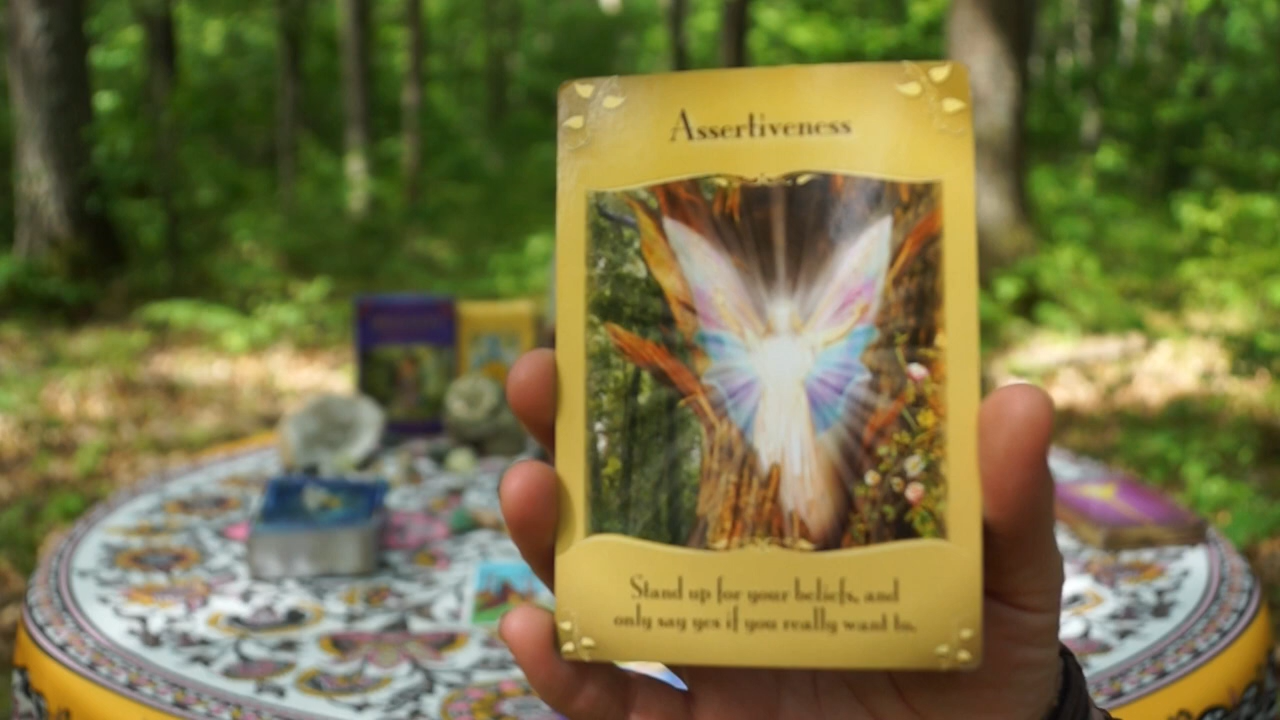 Assertiveness
Stand up for your beliefs, and
only say yes if you really want to.